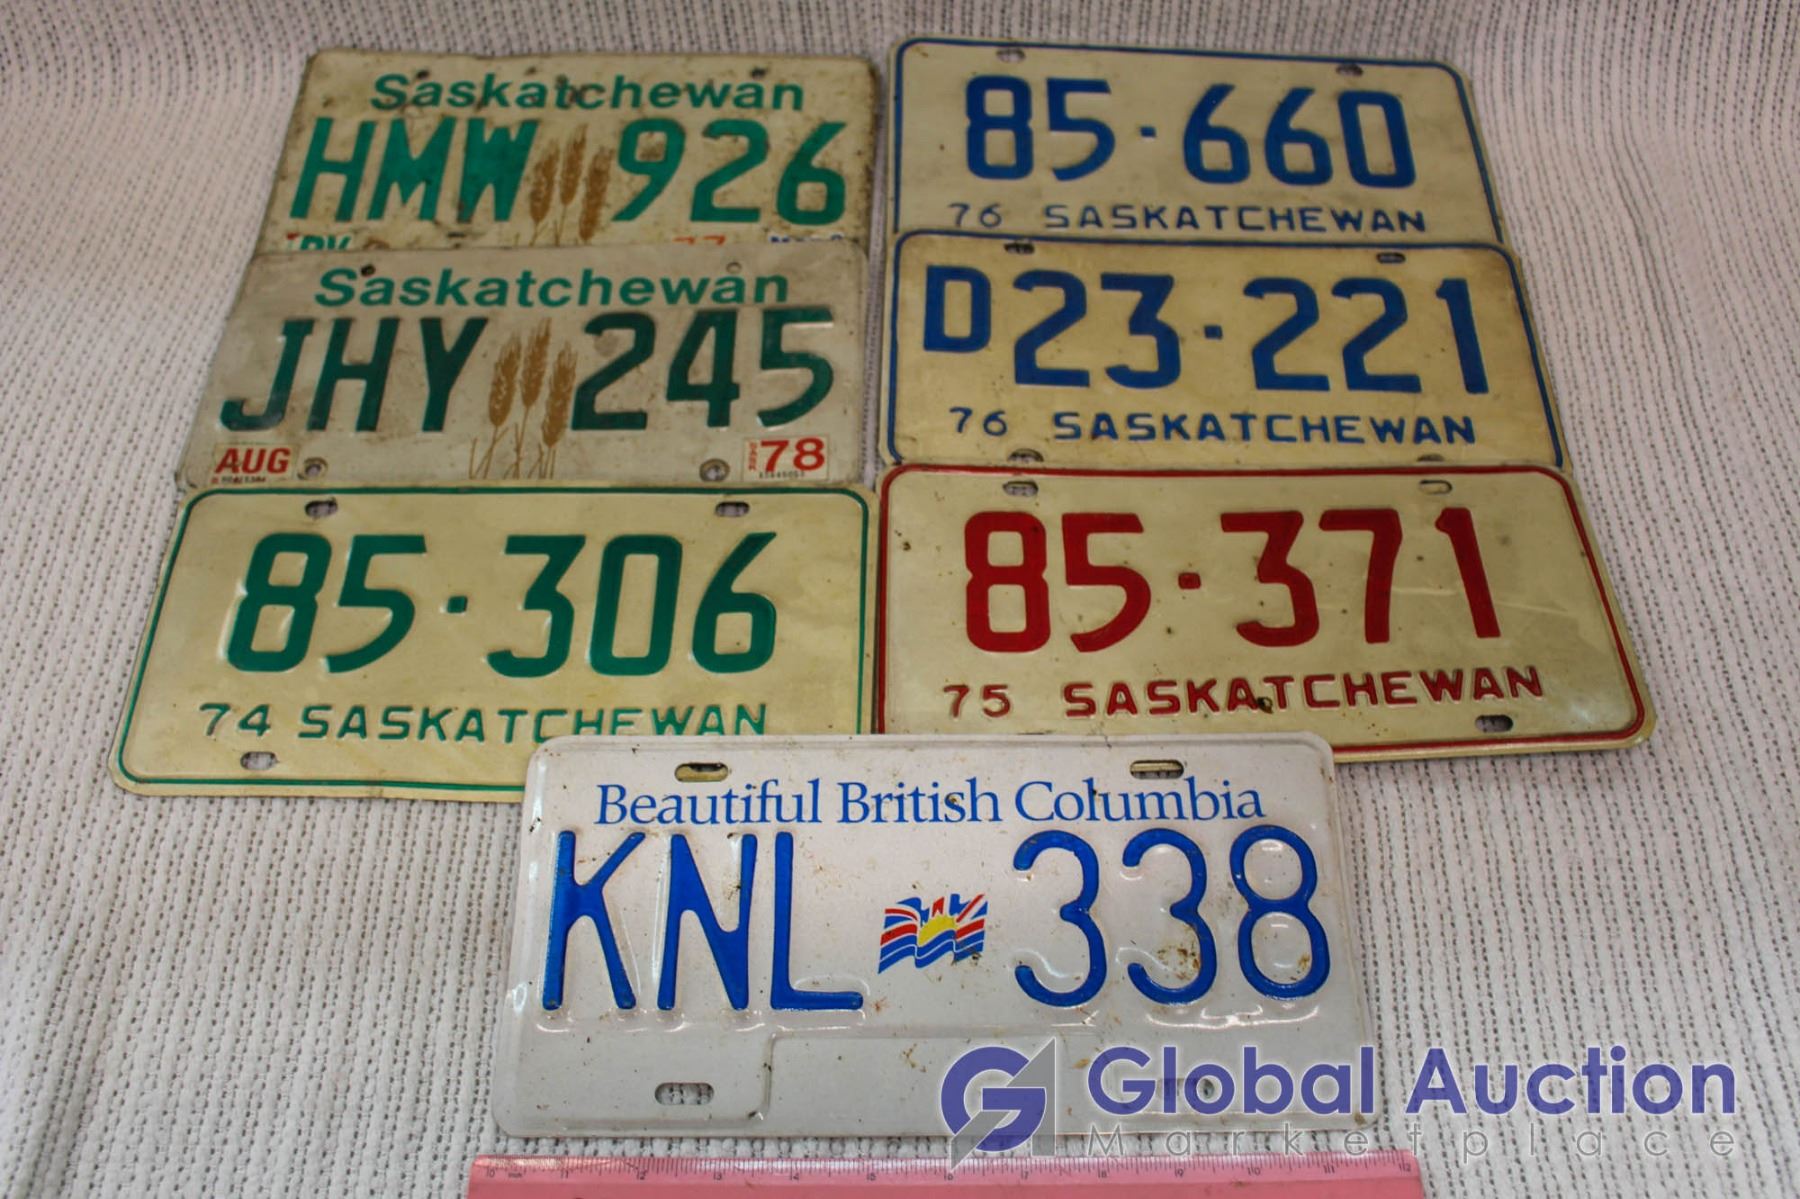 Saskatchewan
HMW 926
77
Saskatchewan
JHY 245
AUG
78
85·306
74 SASKATCHEWAN
85·660
76 SASKATCHEWAN
D23·221
76 SASKATCHEWAN
85·371
75 SASKATCHEWAN
Beautiful British Columbia
KNL 338
Global Auction
Marketplace